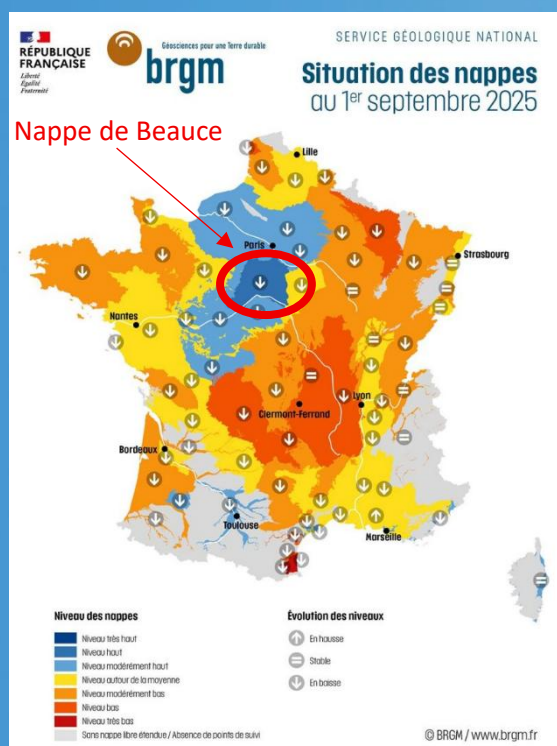 RÉPUBLIQUE
FRANÇAISE
Liberté
Égalité
Fraternité
Géosciences pour une Terre durable
brgm
SERVICE GÉOLOGIQUE NATIONAL
Situation des nappes
au 1er septembre 2025
Nappe de Beauce
Lille
Paris
Strasbourg
Nantes
Lyon
Clermont-Ferrand
Bordeaux
Toulouse
Marseille
Niveau des nappes
Niveau très haut
Niveau haut
Niveau modérément haut
Niveau autour de la moyenne
Niveau modérément bas
Niveau bas
Niveau très bas
Sans nappe libre étendue / Absence de points de suivi
Évolution des niveaux
En hausse
Stable
En baisse
© BRGM / www.brgm.fr